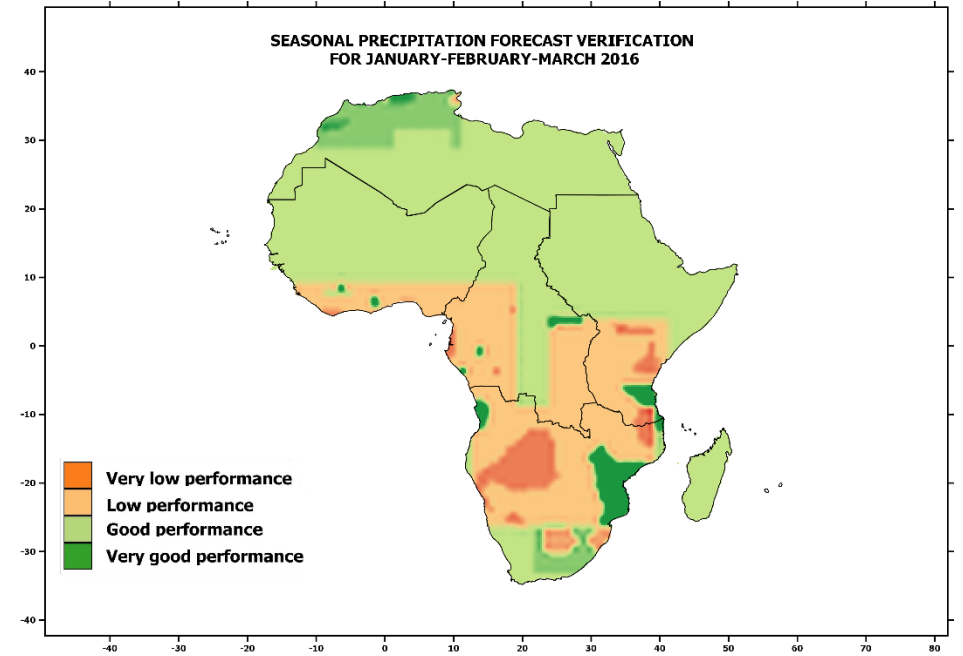 SEASONAL PRECIPITATION FORECAST VERIFICATION
FOR JANUARY-FEBRUARY-MARCH 2016
40
30
20
10
0
-10
-20
-30
-40
Very low performance
Low performance
Good performance
Very good performance
-40 -30 -20 -10 0 10 20 30 40 50 60 70 80